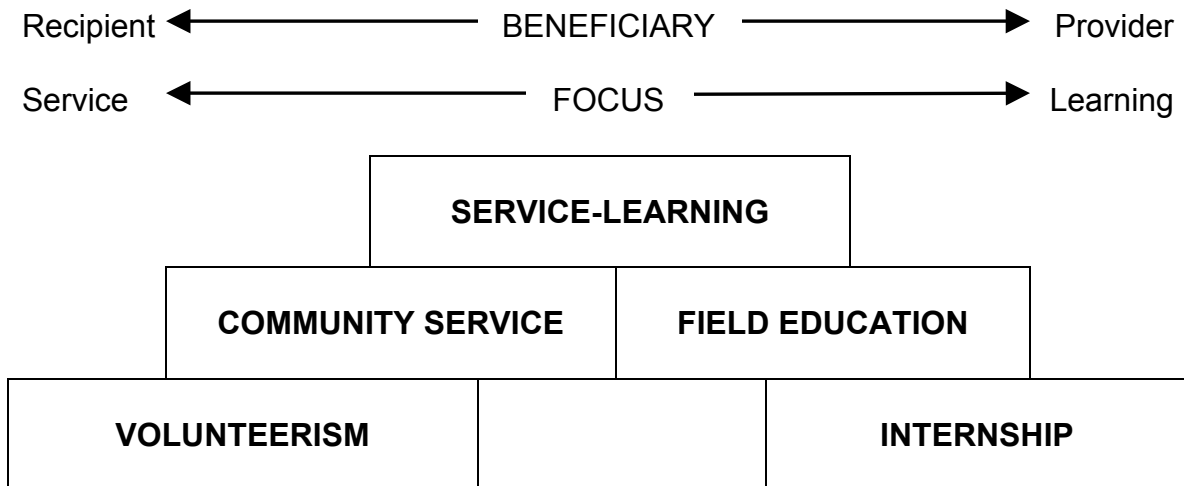 Recipient BENEFICIARY Provider
Service FOCUS Learning
SERVICE-LEARNING
COMMUNITY SERVICE FIELD EDUCATION
VOLUNTEERISM INTERNSHIP